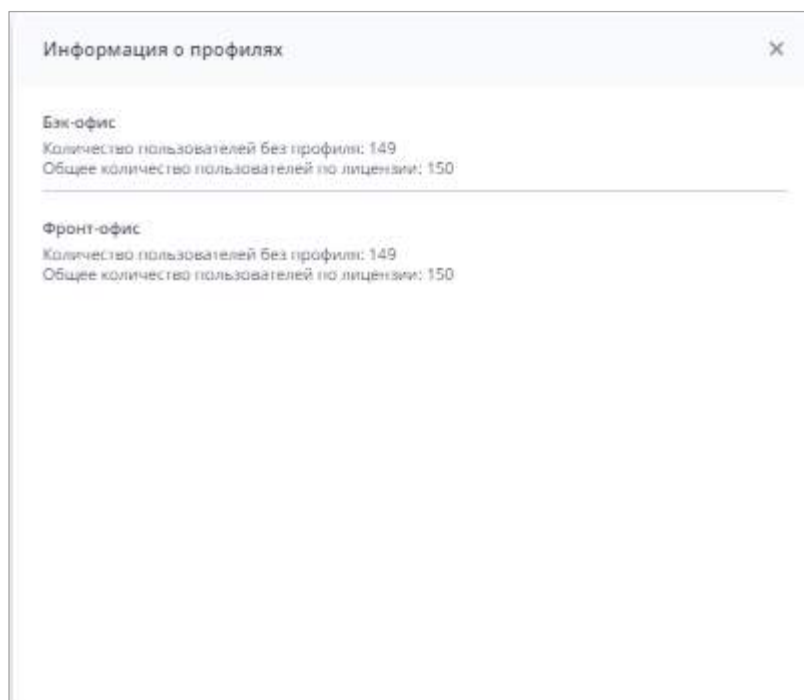 Информация о профилях
Бэк-офис
Количество пользователей без профиля: 149
Общее количество пользователей по лицензии: 150
Фронт-офис
Количество пользователей без профиля: 149
Общее количество пользователей по лицензии: 150